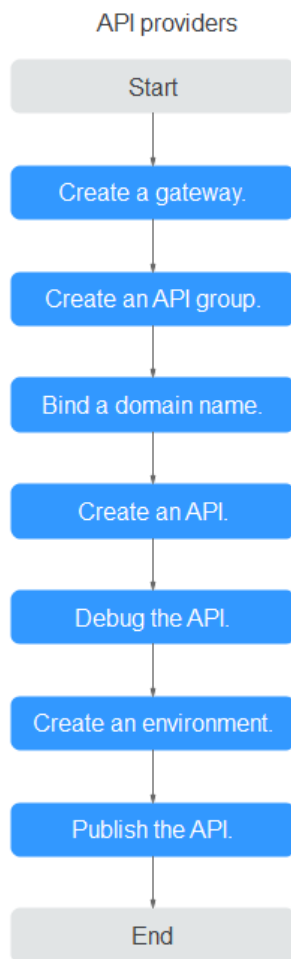 API providers
Start
Create a gateway.
Create an API group.
Bind a domain name.
Create an API.
Debug the API.
Create an environment.
Publish the API.
End